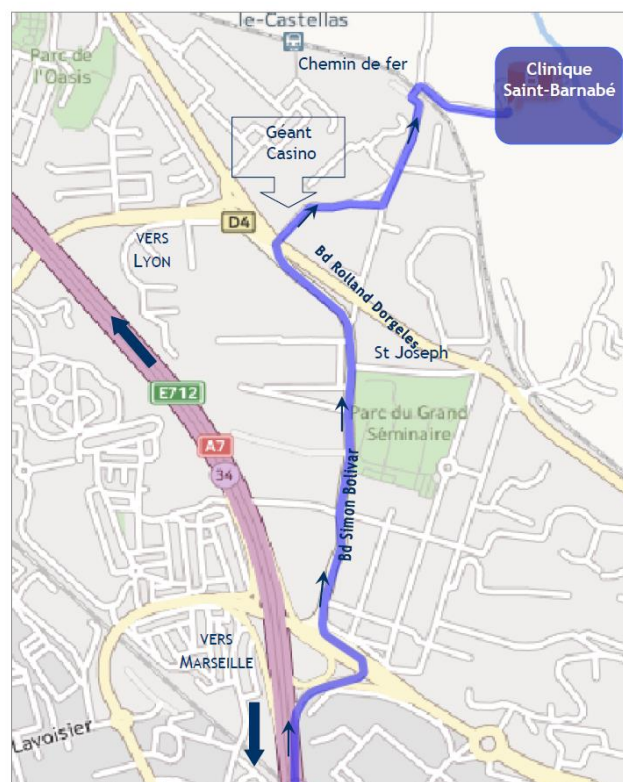 le-Castellas
Parc de
l'Oasis
Chemin de fer
Clinique
Saint-Barnabé
Géant
Casino
D4
VERS
LYON
Bd Rolland Dorgeles
St Joseph
E712
Parc du Grand
Séminaire
A7
34
Bd Simon Bolivar
VERS
MARSEILLE
Lavoisier